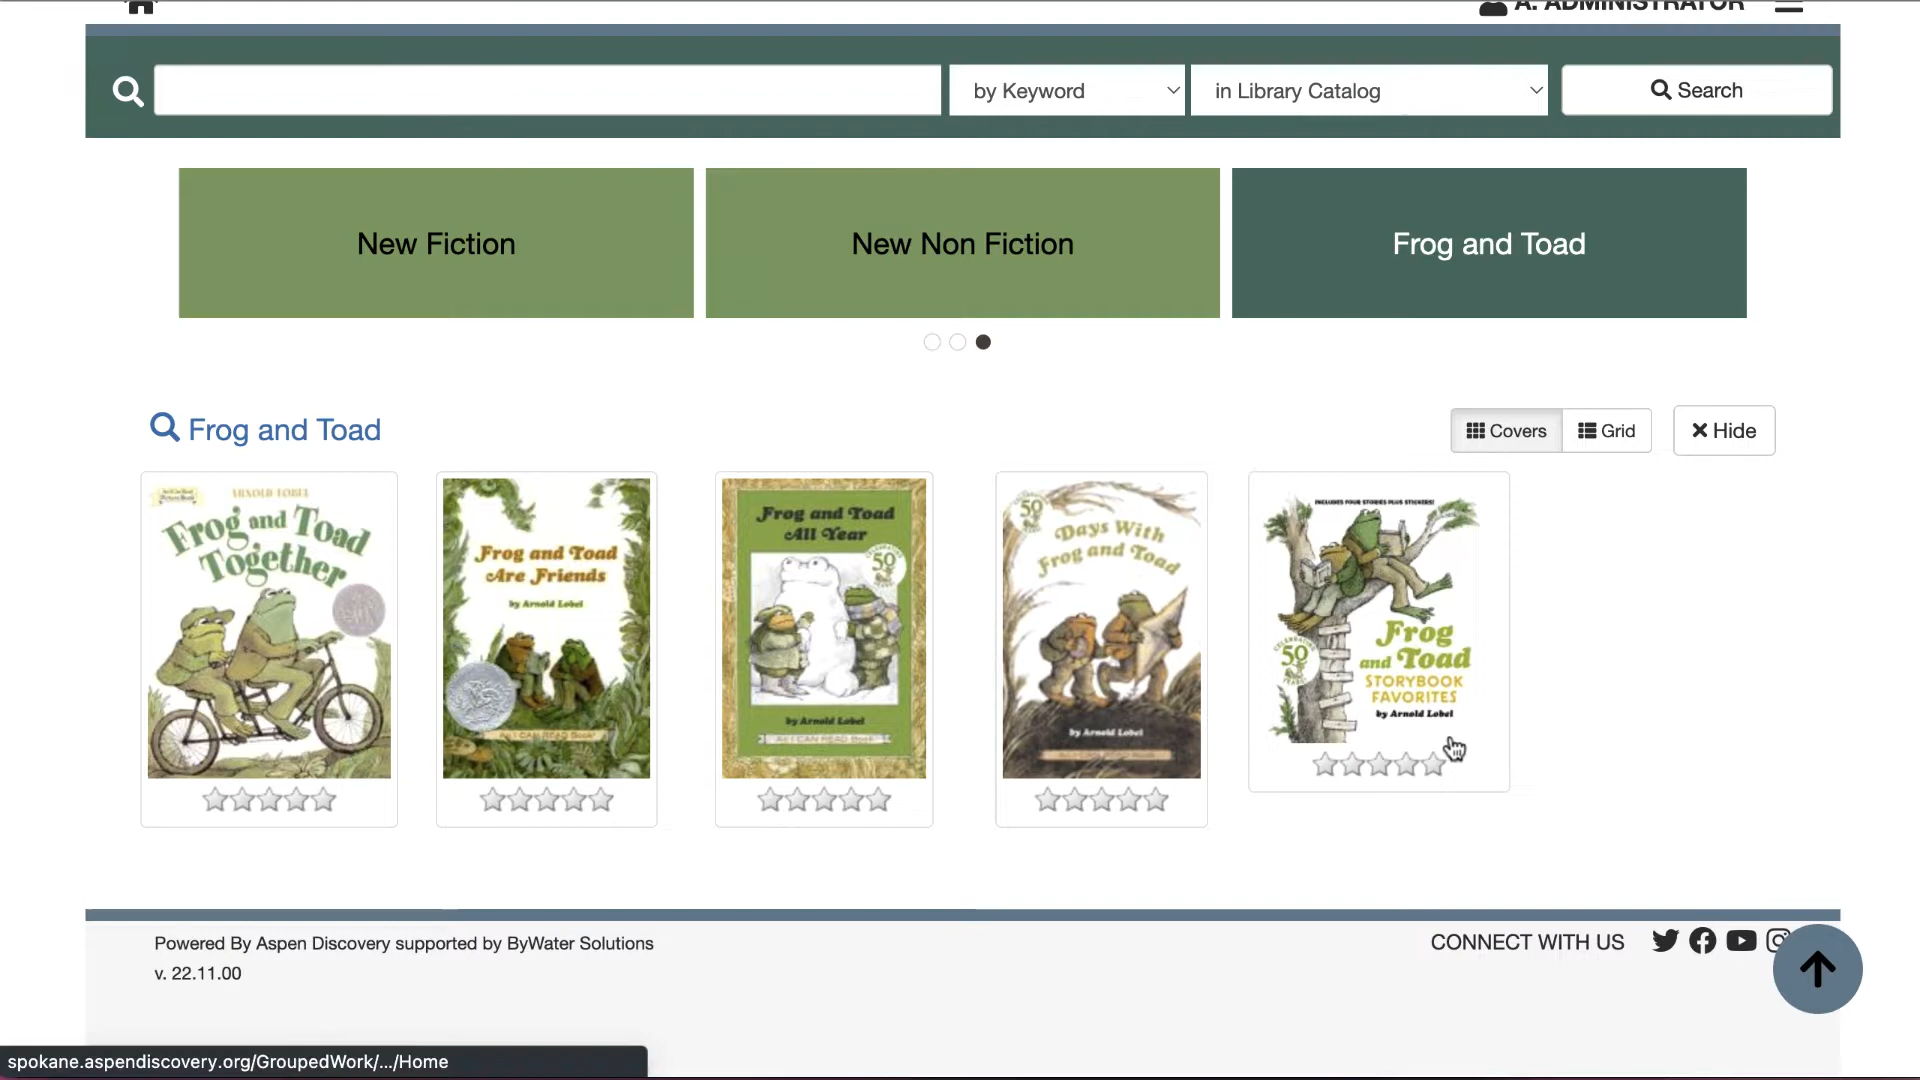 A. ADMINISTRATOR
by Keyword
in Library Catalog
Search
New Fiction
New Non Fiction
Frog and Toad
Frog and Toad
Covers
Grid
Hide
ARNOLD LOBEL
Frog and Toad
Together
Frog and Toad
Are Friends
by Arnold Lobel
An I CAN READ Book
Frog and Toad
All Year
50
by Arnold Lobel
An I CAN READ Book
50
Days With
Frog and Toad
by Arnold Lobel
INCLUDES FOUR STORIES PLUS STICKERS!
50
Frog
and Toad
STORYBOOK
FAVORITES
by Arnold Lobel
Powered By Aspen Discovery supported by ByWater Solutions
v. 22.11.00
CONNECT WITH US
spokane.aspendiscovery.org/GroupedWork/.../Home